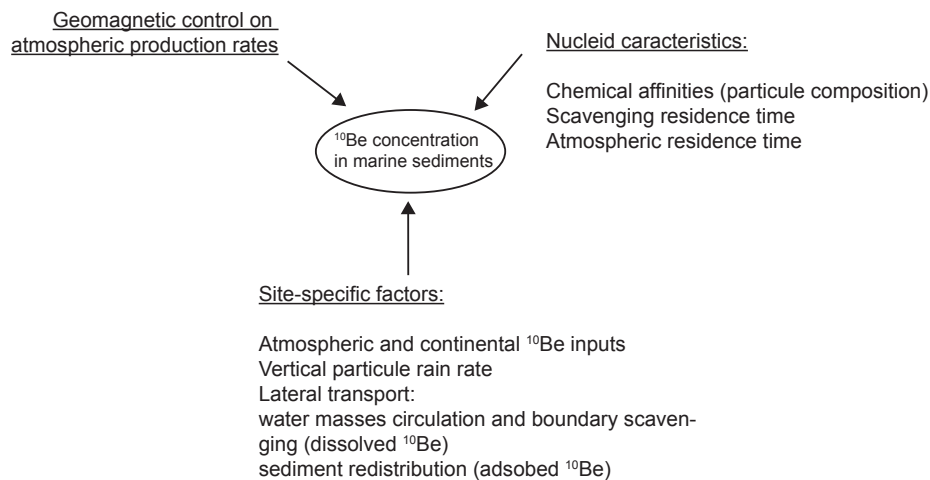 Geomagnetic control on
atmospheric production rates
Nucleid caracteristics:
Chemical affinities (particule composition)
Scavenging residence time
Atmospheric residence time
¹⁰Be concentration
in marine sediments
Site-specific factors:
Atmospheric and continental ¹⁰Be inputs
Vertical particule rain rate
Lateral transport:
water masses circulation and boundary scaven-
ging (dissolved ¹⁰Be)
sediment redistribution (adsobed ¹⁰Be)